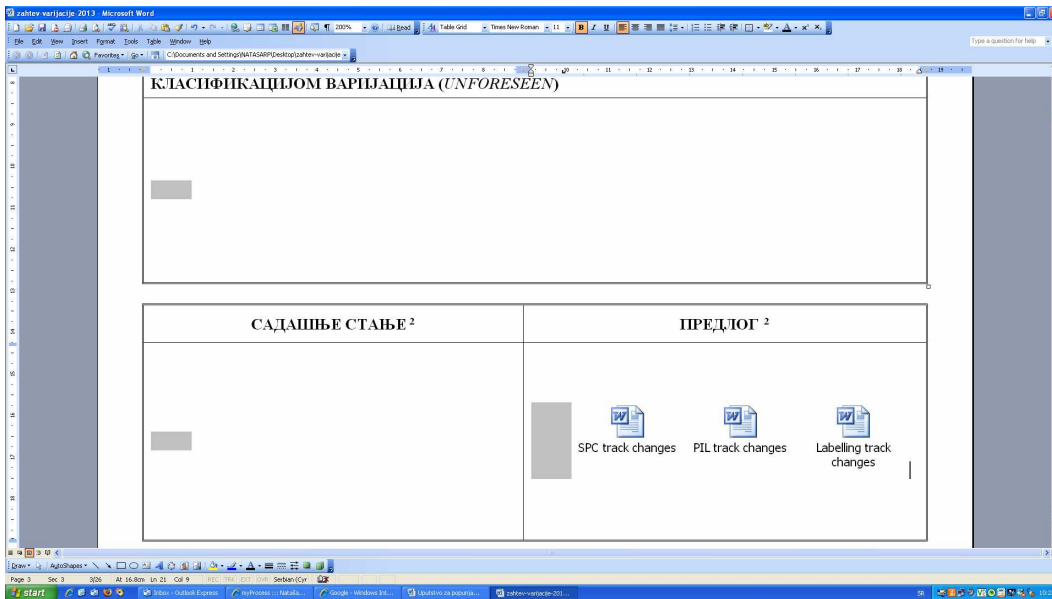 zahtev-varijacije-2013 - Microsoft Word
Read Table Grid Times New Roman 11 B I U
File Edit View Insert Format Tools Table Window Help Type a question for help
Favorites Go C:\Documents and Settings\NATASARP\Desktop\zahtev-varijacije
КЛАСИФИКАЦИЈОМ ВАРИЈАЦИЈА (UNFORESEEN)
САДАШЊЕ СТАЊЕ 2 ПРЕДЛОГ 2
SPC track changes PIL track changes Labelling track changes
Draw AutoShapes
Page 3 Sec 3 3/26 At 16.8cm Ln 21 Col 9 REC TRK EXT OVR Serbian (Cyr
start Inbox - Outlook Express myProcess ::: Nataša... Google - Windows Int... Uputstvo za popunja... zahtev-varijacije-201... SR